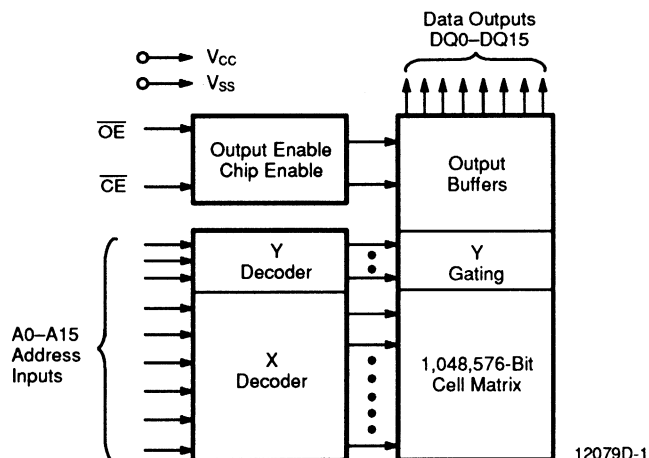 Data Outputs
DQ0–DQ15
VCC
VSS
OE
CE
Output Enable
Chip Enable
Output
Buffers
Y
Decoder
Y
Gating
A0–A15
Address
Inputs
X
Decoder
1,048,576-Bit
Cell Matrix
12079D-1